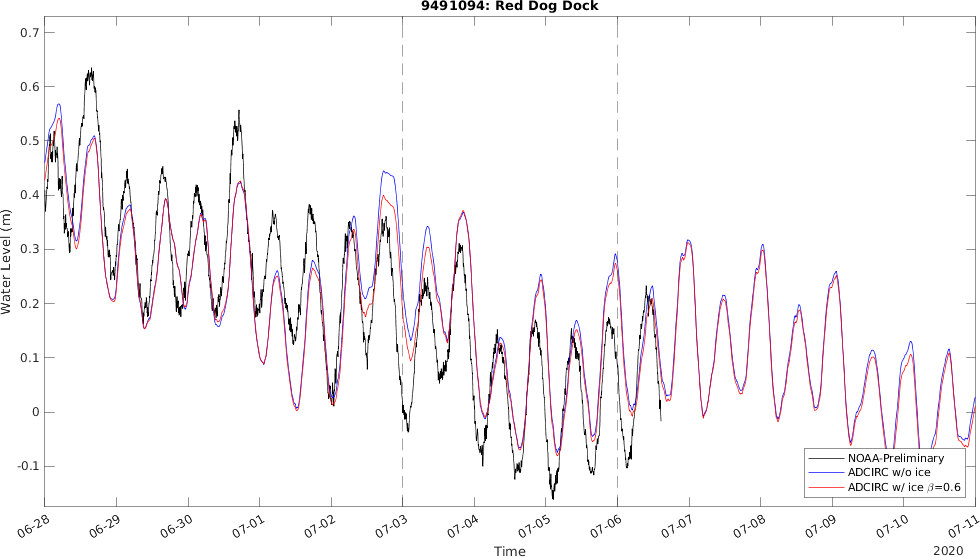 9491094: Red Dog Dock
Water Level (m)
0.7
0.6
0.5
0.4
0.3
0.2
0.1
0
-0.1
NOAA-Preliminary
ADCIRC w/o ice
ADCIRC w/ ice β=0.6
06-28 06-29 06-30 07-01 07-02 07-03 07-04 07-05 07-06 07-07 07-08 07-09 07-10 07-11
Time
2020